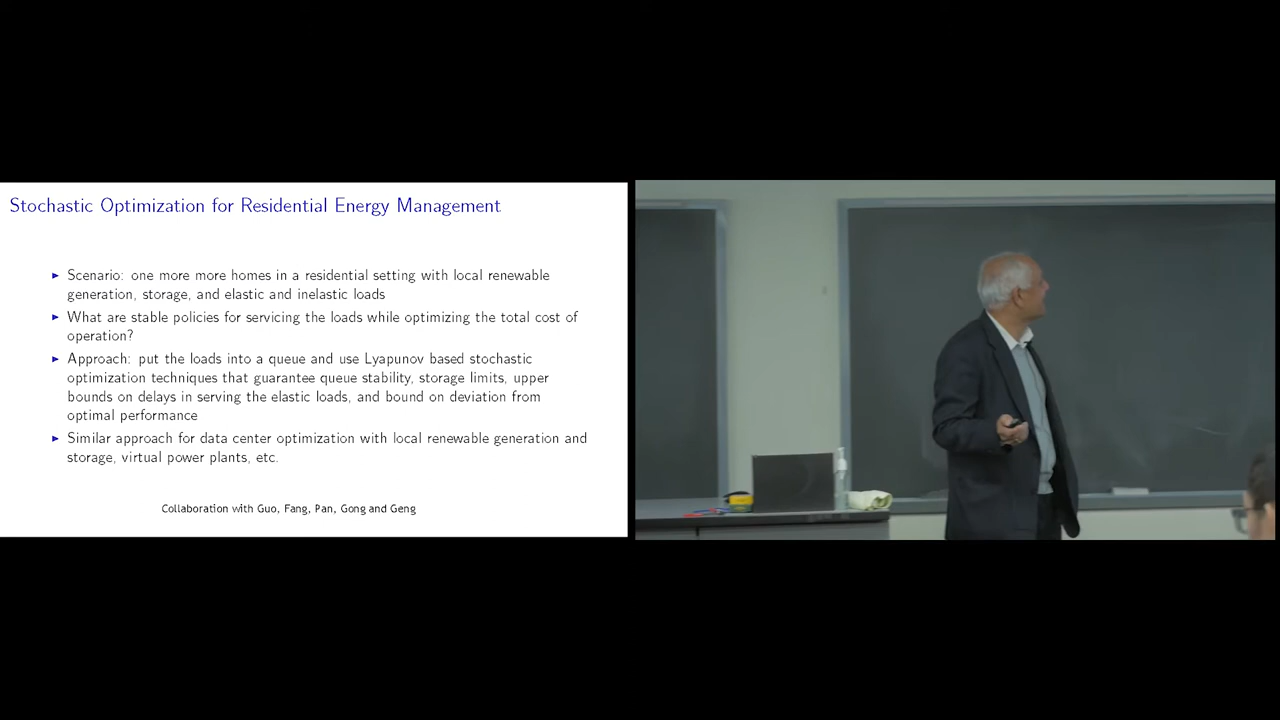 Stochastic Optimization for Residential Energy Management
Scenario: one more more homes in a residential setting with local renewable
generation, storage, and elastic and inelastic loads
What are stable policies for servicing the loads while optimizing the total cost of
operation?
Approach: put the loads into a queue and use Lyapunov based stochastic
optimization techniques that guarantee queue stability, storage limits, upper
bounds on delays in serving the elastic loads, and bound on deviation from
optimal performance
Similar approach for data center optimization with local renewable generation and
storage, virtual power plants, etc.
Collaboration with Guo, Fang, Pan, Gong and Geng